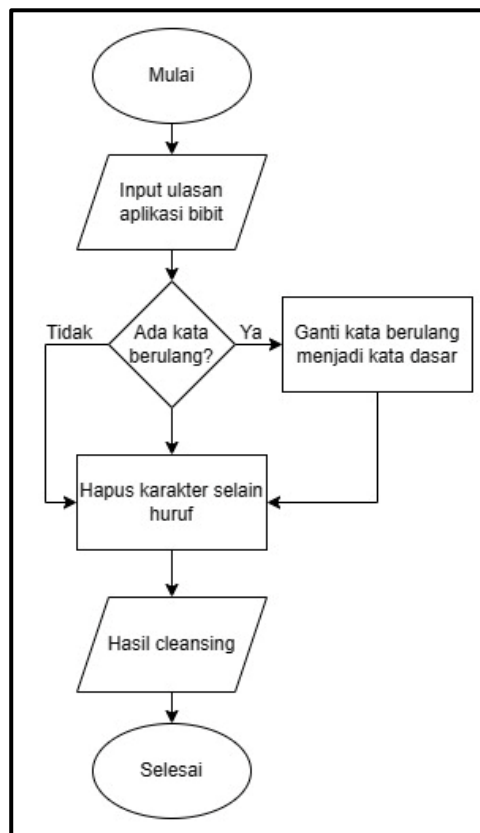 Mulai
Input ulasan
aplikasi bibit
Tidak
Ada kata
berulang?
Ya
Ganti kata berulang
menjadi kata dasar
Hapus karakter selain
huruf
Hasil cleansing
Selesai